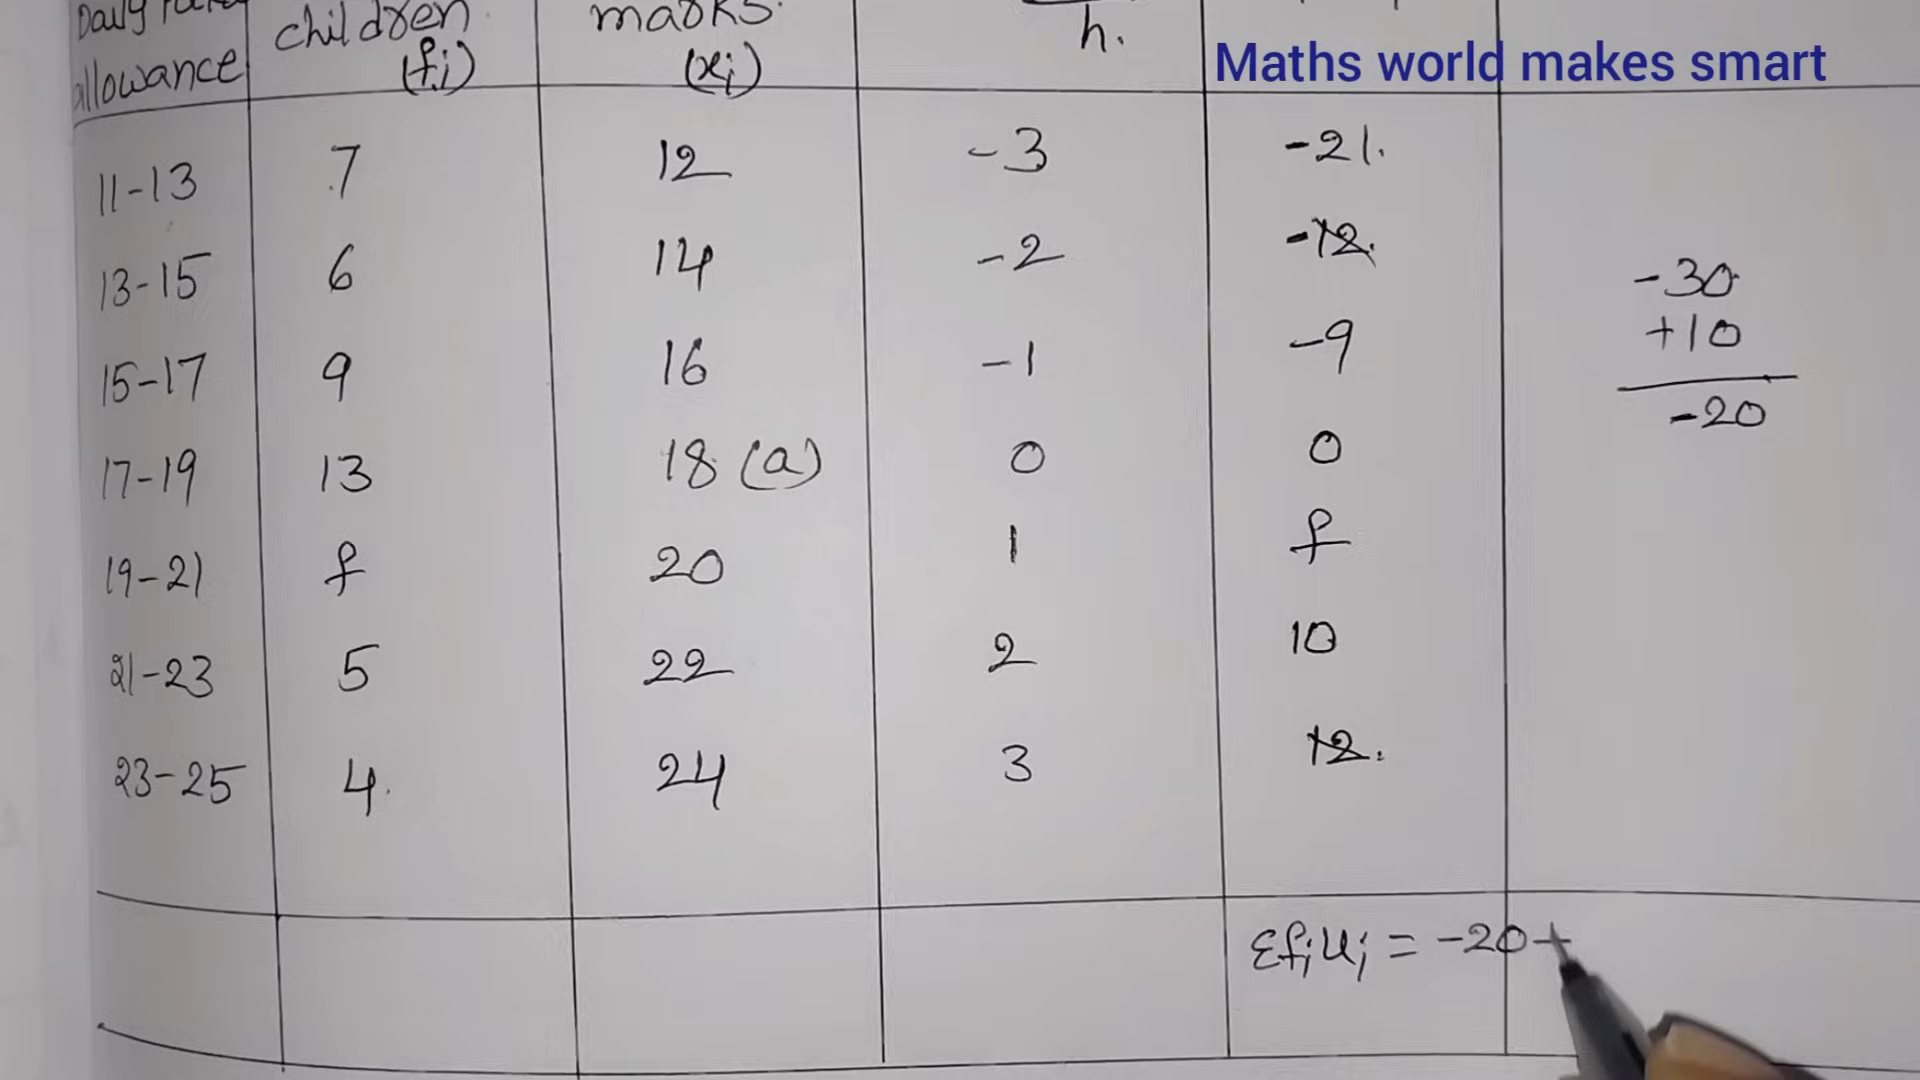 Daily
allowance
children
(fi)
marks.
(xi)
h.
Maths world makes smart
11-13 7 12 -3 -21.
13-15 6 14 -2 -12.
15-17 9 16 -1 -9
17-19 13 18 (a) 0 0
19-21 f 20 1 f
21-23 5 22 2 10
23-25 4. 24 3 12.
-30
+10
-20
Σfiui = -20+